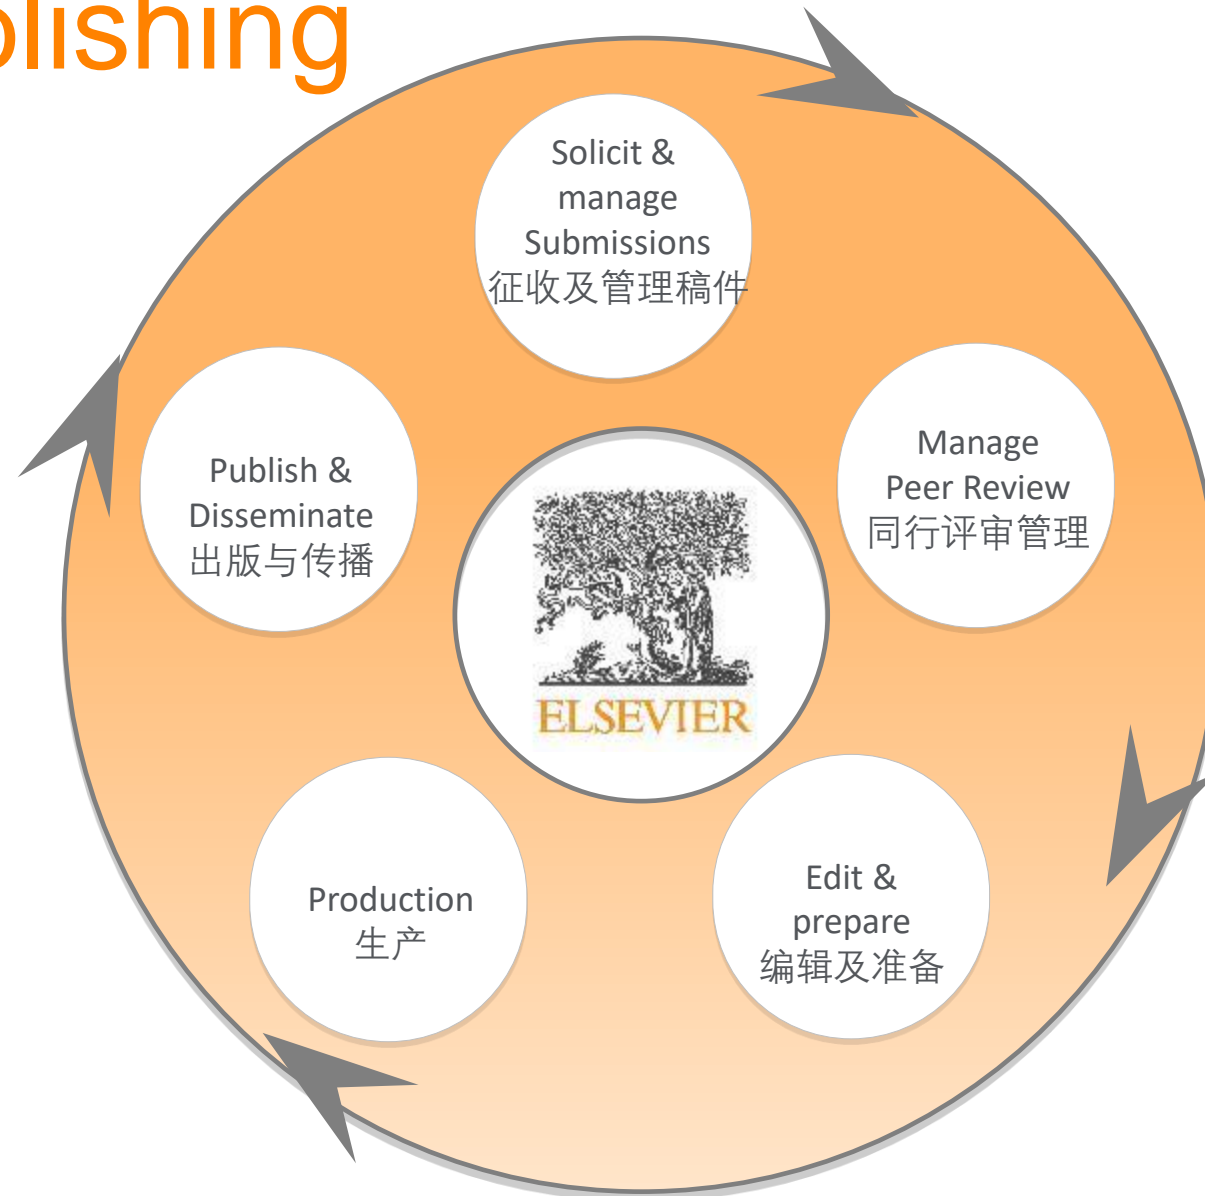 blishing
Solicit &
manage
Submissions
征收及管理稿件
Manage
Peer Review
同行评审管理
Publish &
Disseminate
出版与传播
ELSEVIER
Edit &
prepare
编辑及准备
Production
生产